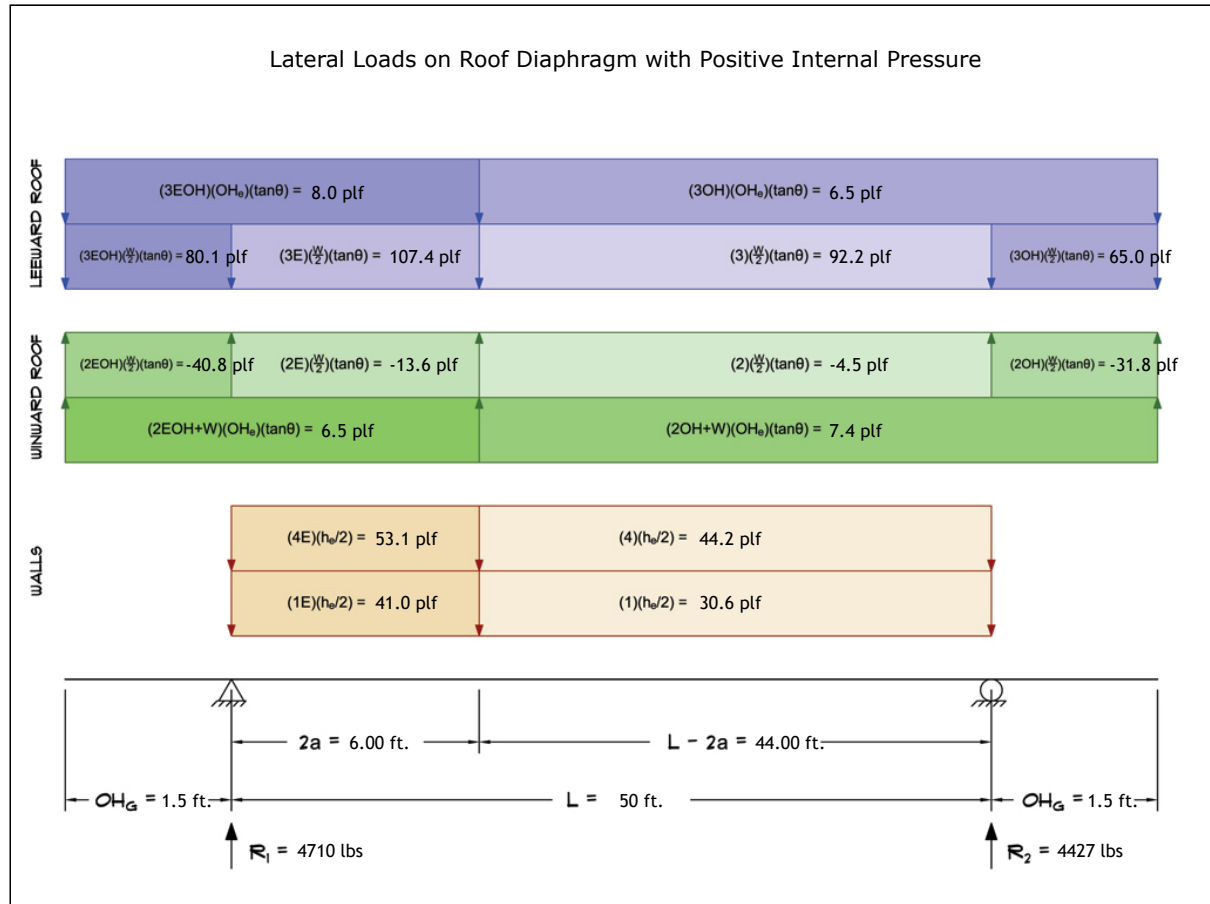 Lateral Loads on Roof Diaphragm with Positive Internal Pressure
LEEWARD ROOF
(3EOH)(OHₑ)(tanθ) = 8.0 plf
(3OH)(OHₑ)(tanθ) = 6.5 plf
(3EOH)(W/2)(tanθ) = 80.1 plf
(3E)(W/2)(tanθ) = 107.4 plf
(3)(W/2)(tanθ) = 92.2 plf
(3OH)(W/2)(tanθ) = 65.0 plf
WINWARD ROOF
(2EOH)(W/2)(tanθ) = -40.8 plf
(2E)(W/2)(tanθ) = -13.6 plf
(2)(W/2)(tanθ) = -4.5 plf
(2OH)(W/2)(tanθ) = -31.8 plf
(2EOH+W)(OHₑ)(tanθ) = 6.5 plf
(2OH+W)(OHₑ)(tanθ) = 7.4 plf
WALLS
(4E)(hₑ/2) = 53.1 plf
(4)(hₑ/2) = 44.2 plf
(1E)(hₑ/2) = 41.0 plf
(1)(hₑ/2) = 30.6 plf
2a = 6.00 ft.
L - 2a = 44.00 ft.
OH_G = 1.5 ft.
L = 50 ft.
OH_G = 1.5 ft.
R₁ = 4710 lbs
R₂ = 4427 lbs